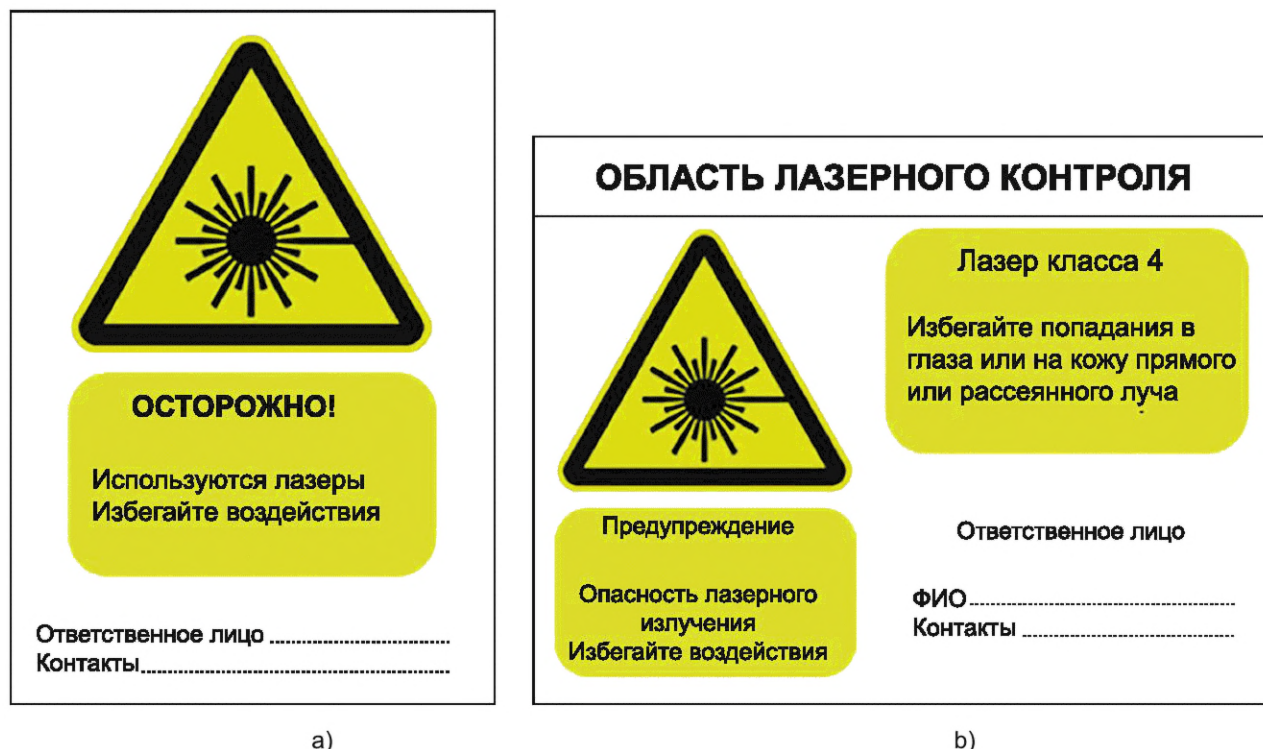 ОСТОРОЖНО!
Используются лазеры
Избегайте воздействия
Ответственное лицо
Контакты
a)
ОБЛАСТЬ ЛАЗЕРНОГО КОНТРОЛЯ
Лазер класса 4
Избегайте попадания в
глаза или на кожу прямого
или рассеянного луча
Предупреждение
Опасность лазерного
излучения
Избегайте воздействия
Ответственное лицо
ФИО
Контакты
b)